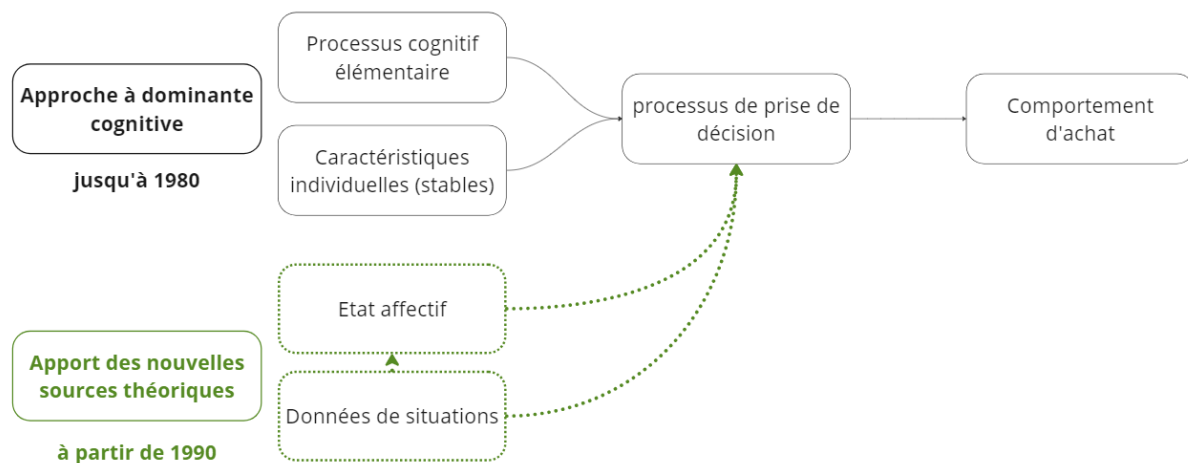 Processus cognitif
élémentaire
Approche à dominante
cognitive
jusqu'à 1980
Caractéristiques
individuelles (stables)
processus de prise de
décision
Comportement
d'achat
Etat affectif
Apport des nouvelles
sources théoriques
à partir de 1990
Données de situations